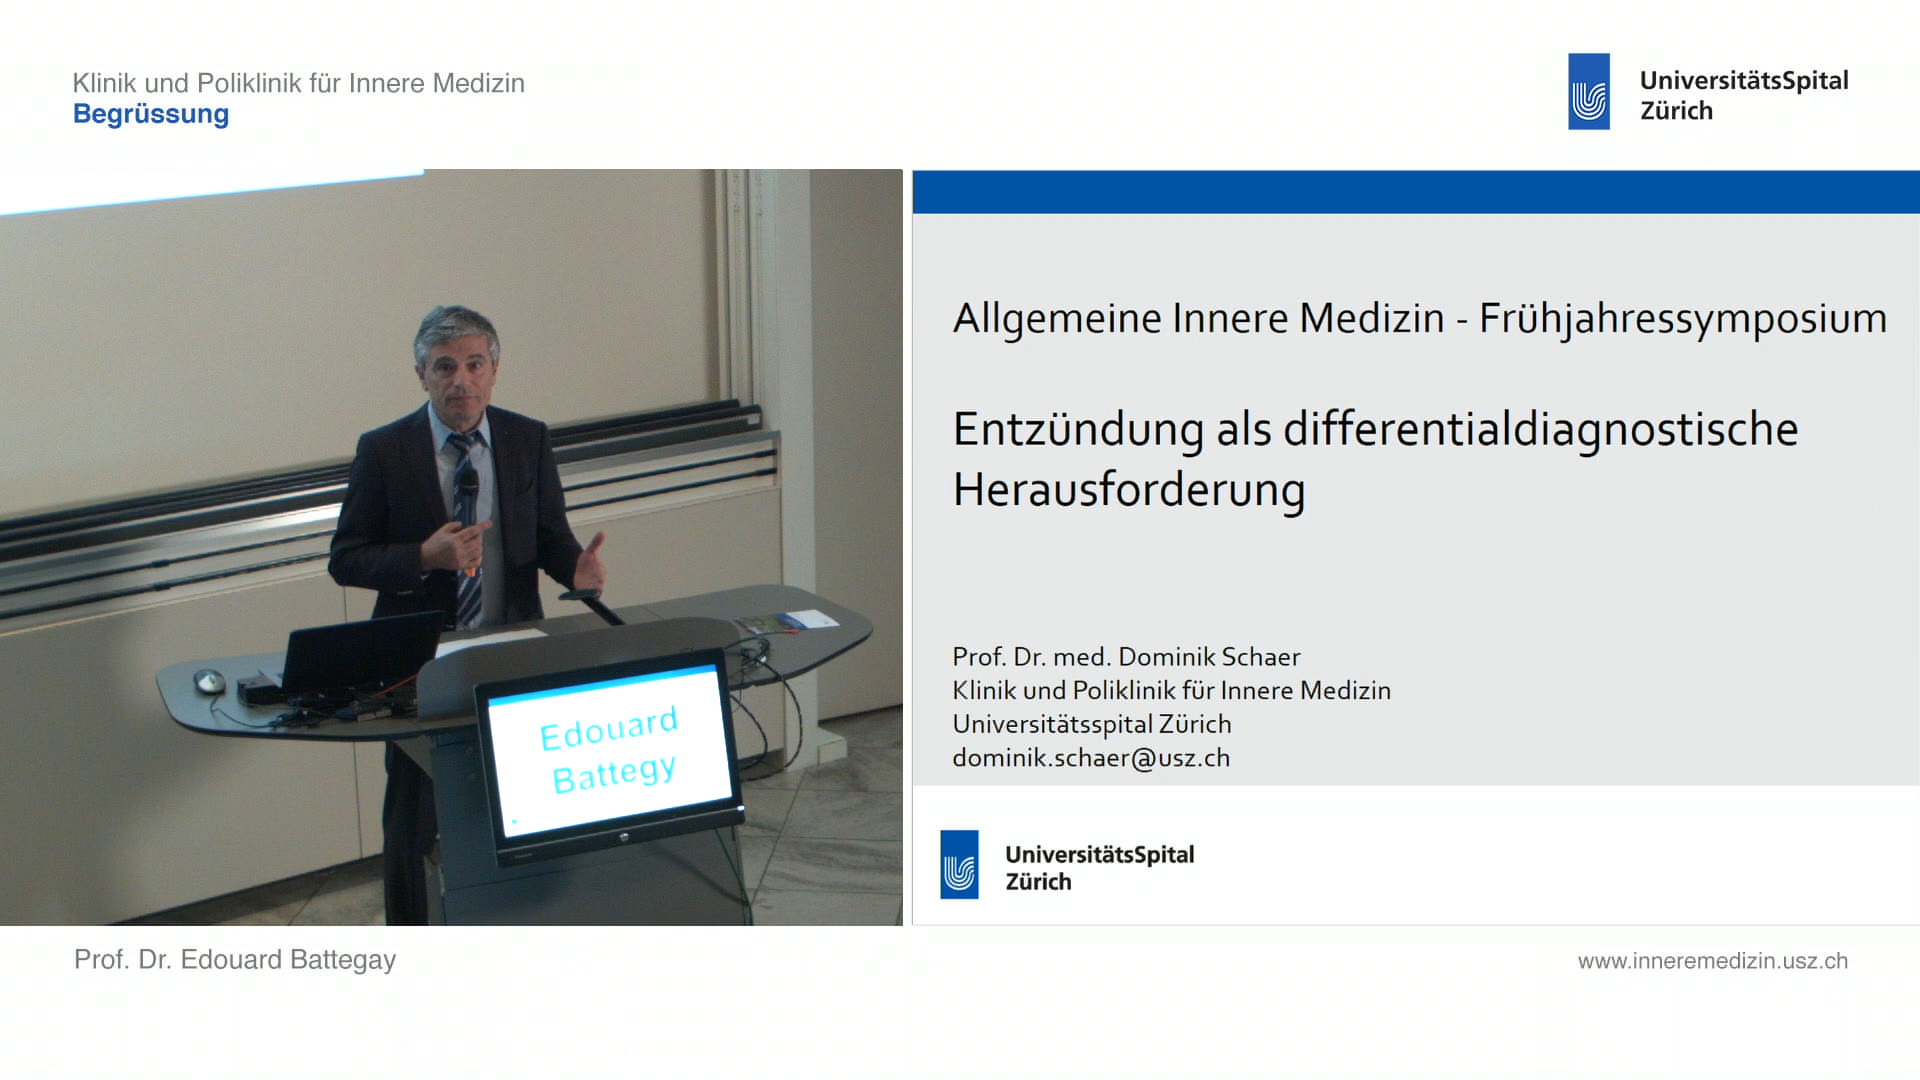 Klinik und Poliklinik für Innere Medizin
Begrüssung
UniversitätsSpital
Zürich
Edouard
Battegy
Allgemeine Innere Medizin - Frühjahressymposium
Entzündung als differentialdiagnostische
Herausforderung
Prof. Dr. med. Dominik Schaer
Klinik und Poliklinik für Innere Medizin
Universitätsspital Zürich
dominik.schaer@usz.ch
UniversitätsSpital
Zürich
Prof. Dr. Edouard Battegay
www.inneremedizin.usz.ch